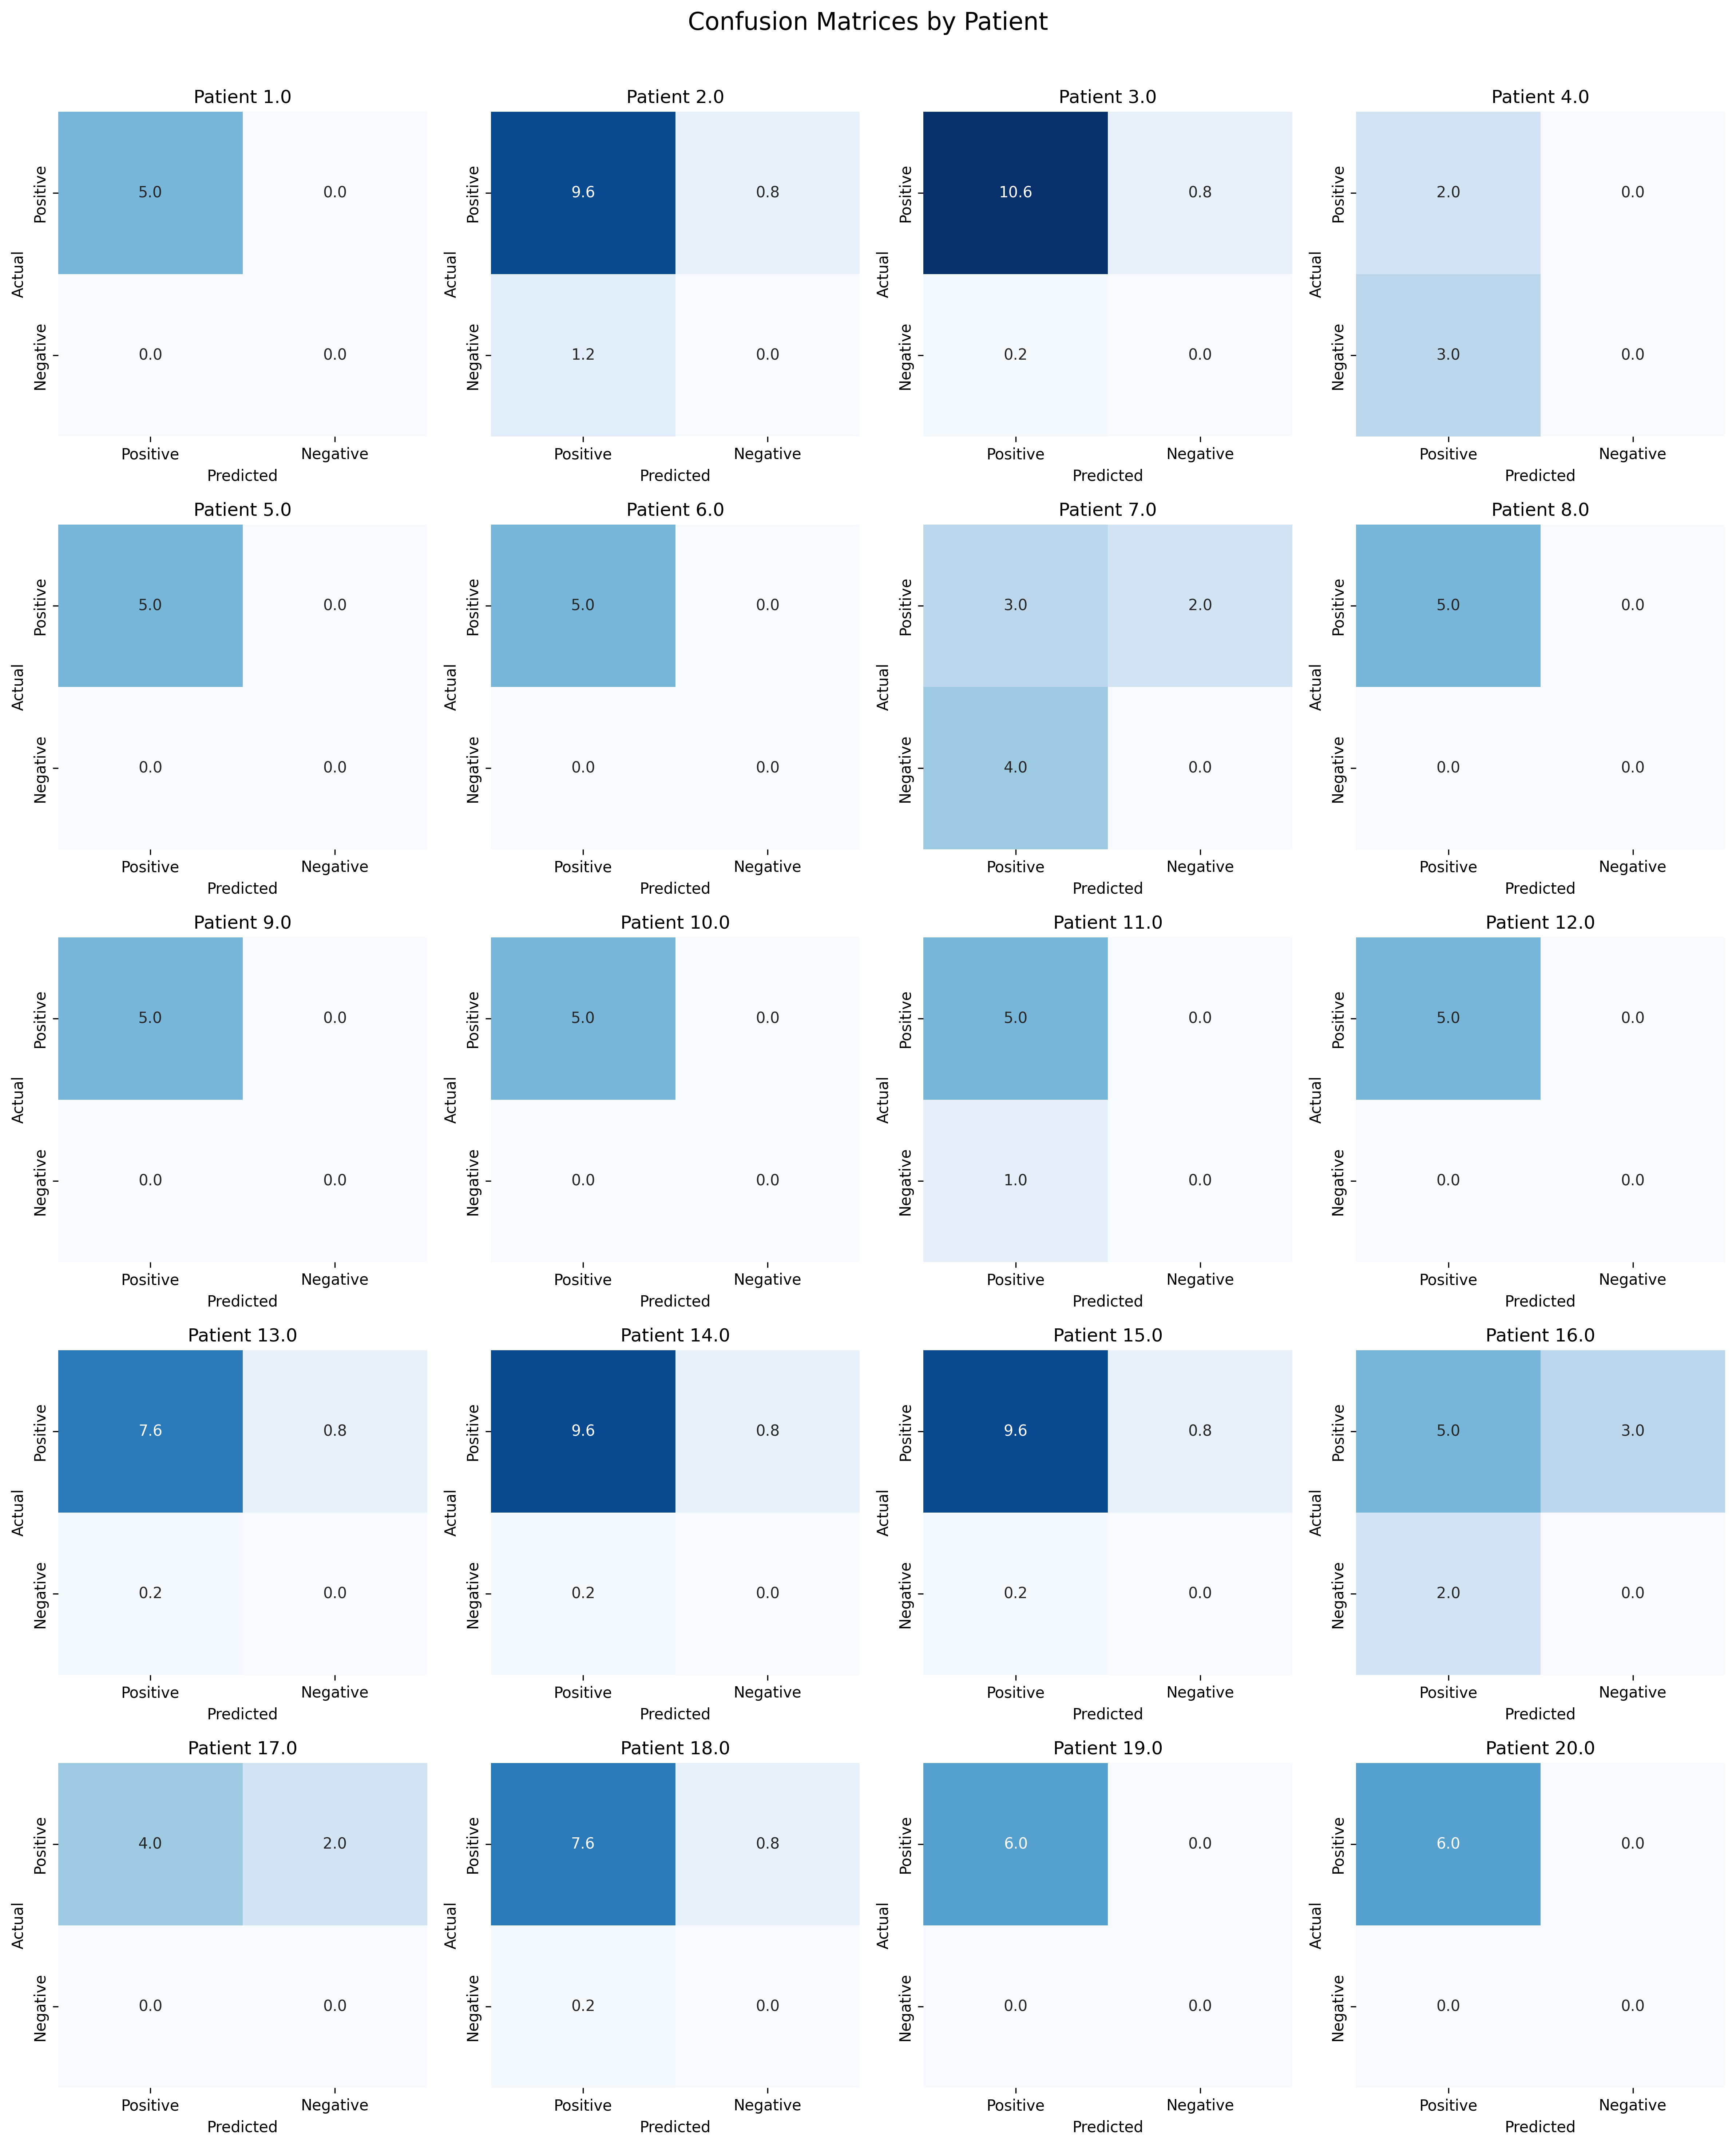 Confusion Matrices by Patient
Patient 1.0
Patient 2.0
Patient 3.0
Patient 4.0
Actual
Positive
5.0
0.0
Negative
0.0
0.0
Positive
Negative
Predicted
Actual
Positive
9.6
0.8
Negative
1.2
0.0
Positive
Negative
Predicted
Actual
Positive
10.6
0.8
Negative
0.2
0.0
Positive
Negative
Predicted
Actual
Positive
2.0
0.0
Negative
3.0
0.0
Positive
Negative
Predicted
Patient 5.0
Patient 6.0
Patient 7.0
Patient 8.0
Actual
Positive
5.0
0.0
Negative
0.0
0.0
Positive
Negative
Predicted
Actual
Positive
5.0
0.0
Negative
0.0
0.0
Positive
Negative
Predicted
Actual
Positive
3.0
2.0
Negative
4.0
0.0
Positive
Negative
Predicted
Actual
Positive
5.0
0.0
Negative
0.0
0.0
Positive
Negative
Predicted
Patient 9.0
Patient 10.0
Patient 11.0
Patient 12.0
Actual
Positive
5.0
0.0
Negative
0.0
0.0
Positive
Negative
Predicted
Actual
Positive
5.0
0.0
Negative
0.0
0.0
Positive
Negative
Predicted
Actual
Positive
5.0
0.0
Negative
1.0
0.0
Positive
Negative
Predicted
Actual
Positive
5.0
0.0
Negative
0.0
0.0
Positive
Negative
Predicted
Patient 13.0
Patient 14.0
Patient 15.0
Patient 16.0
Actual
Positive
7.6
0.8
Negative
0.2
0.0
Positive
Negative
Predicted
Actual
Positive
9.6
0.8
Negative
0.2
0.0
Positive
Negative
Predicted
Actual
Positive
9.6
0.8
Negative
0.2
0.0
Positive
Negative
Predicted
Actual
Positive
5.0
3.0
Negative
2.0
0.0
Positive
Negative
Predicted
Patient 17.0
Patient 18.0
Patient 19.0
Patient 20.0
Actual
Positive
4.0
2.0
Negative
0.0
0.0
Positive
Negative
Predicted
Actual
Positive
7.6
0.8
Negative
0.2
0.0
Positive
Negative
Predicted
Actual
Positive
6.0
0.0
Negative
0.0
0.0
Positive
Negative
Predicted
Actual
Positive
6.0
0.0
Negative
0.0
0.0
Positive
Negative
Predicted